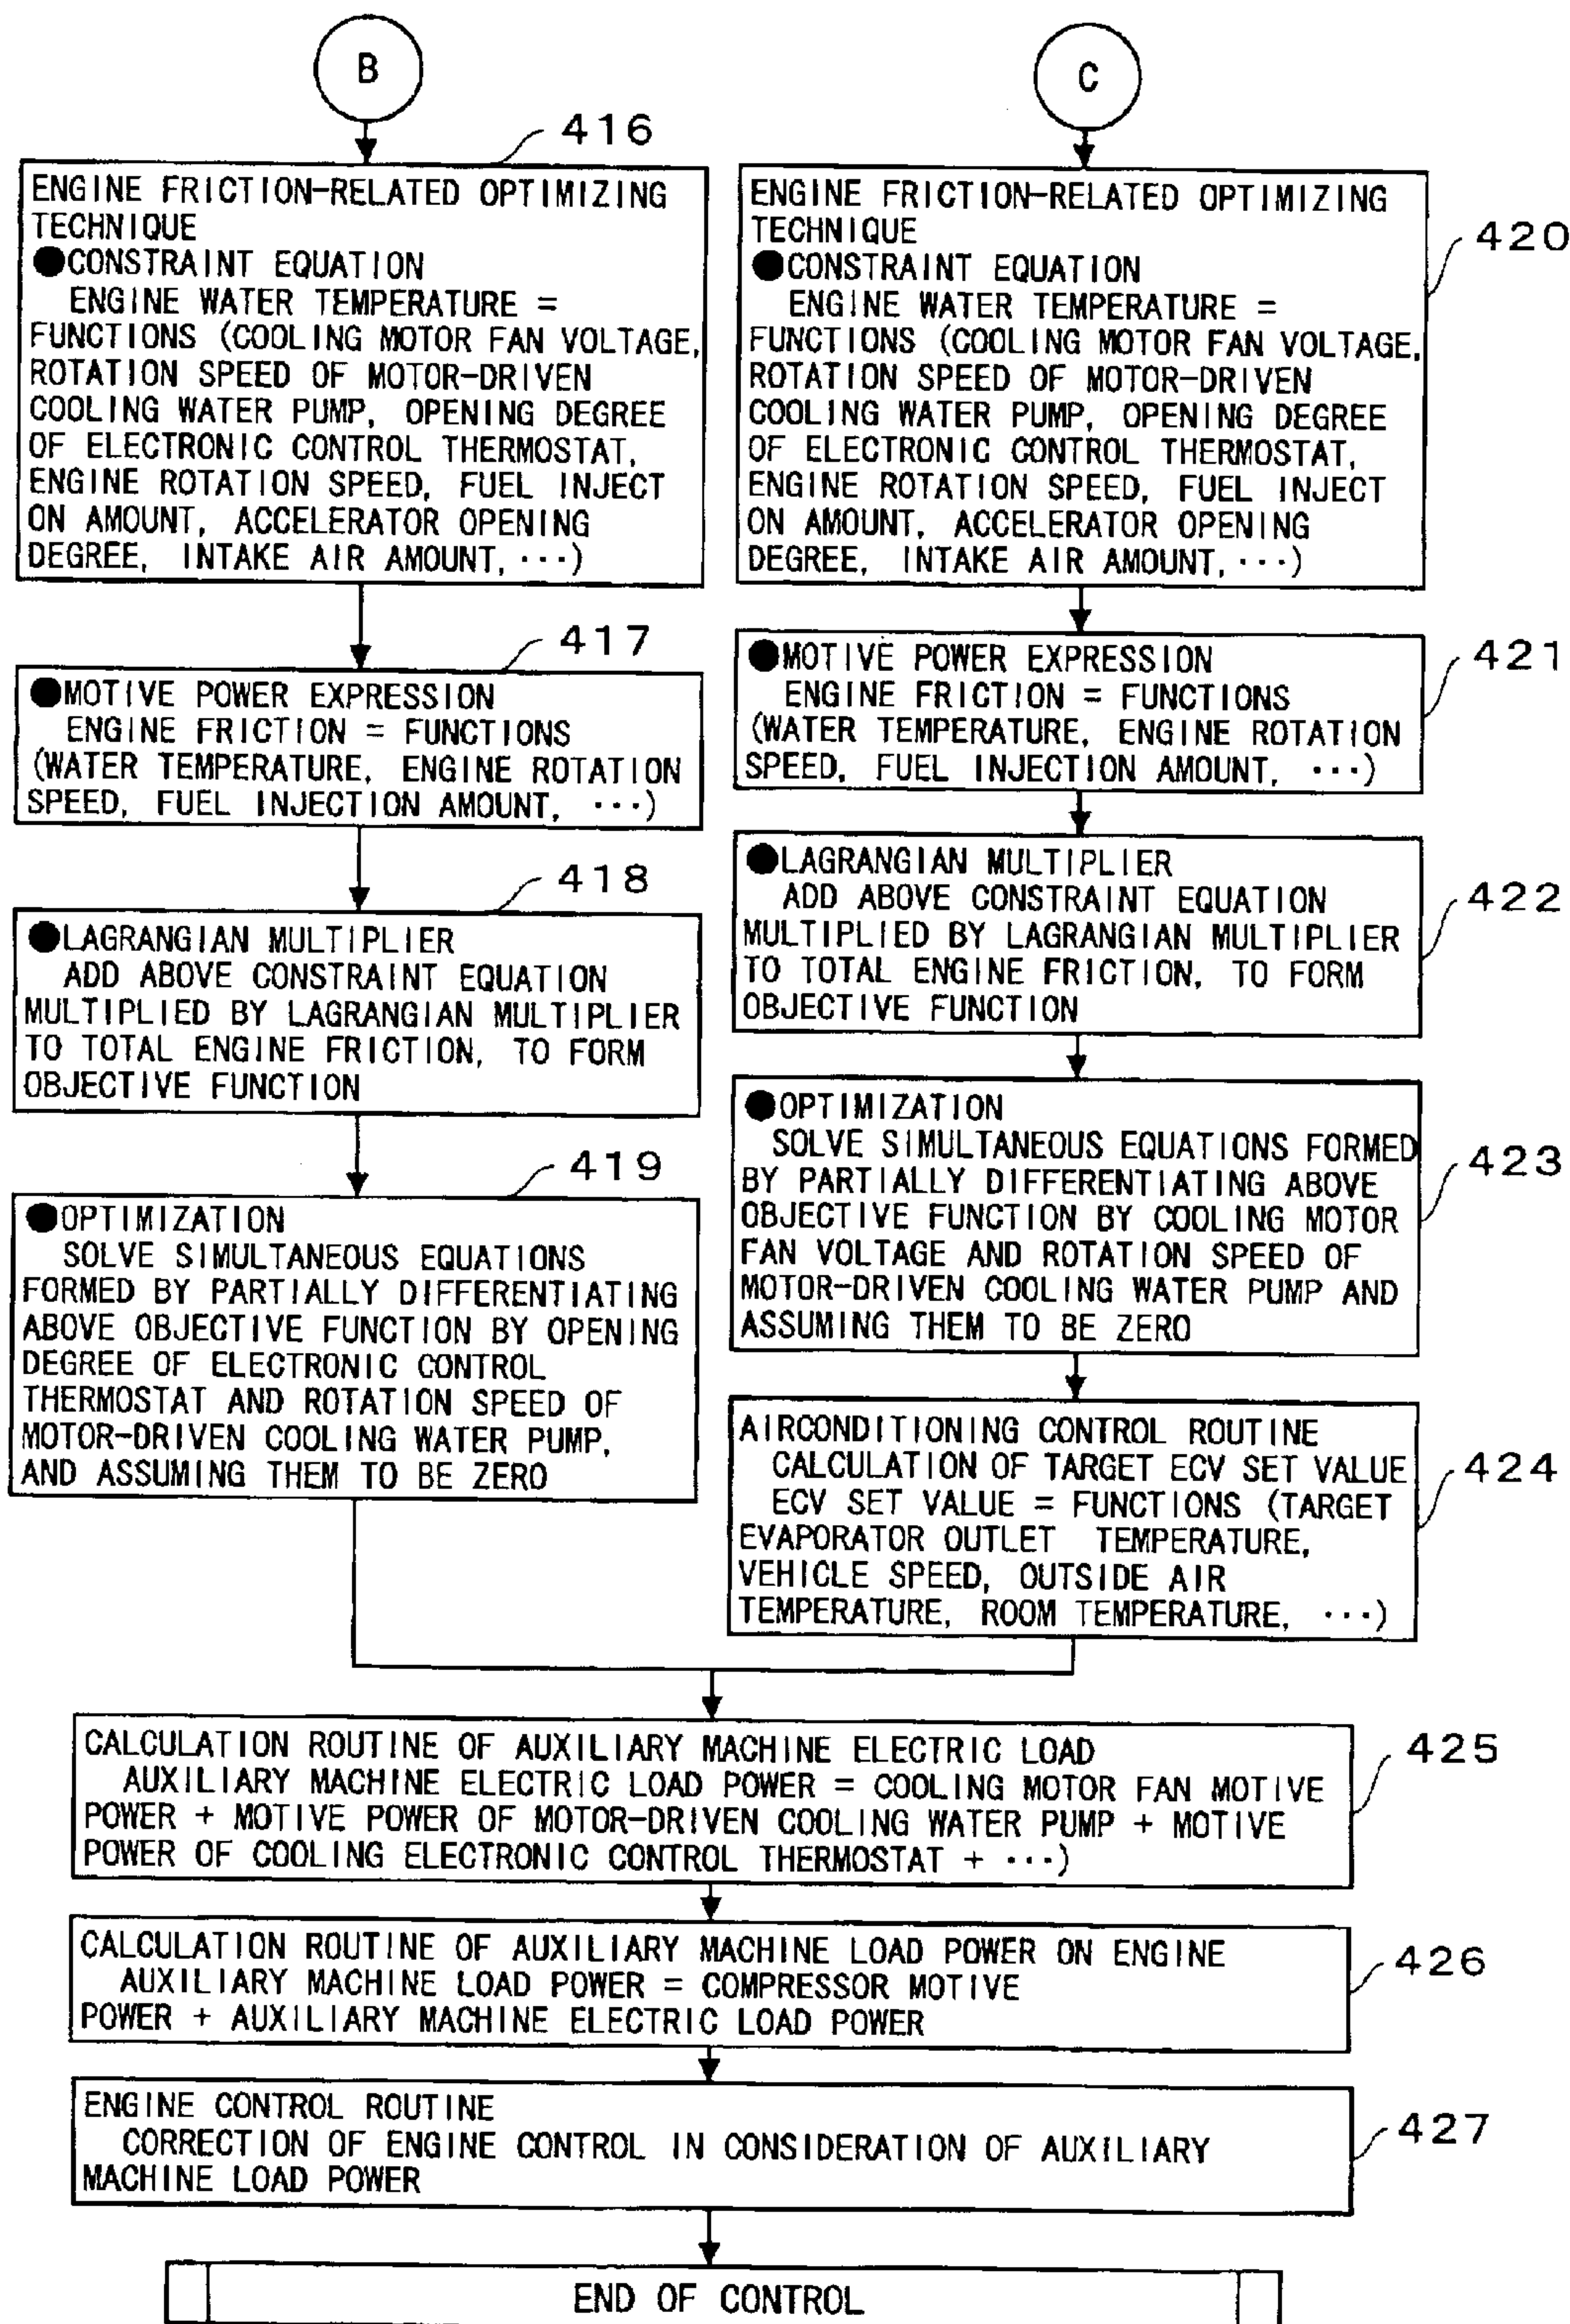 B
416
ENGINE FRICTION-RELATED OPTIMIZING
TECHNIQUE
●CONSTRAINT EQUATION
ENGINE WATER TEMPERATURE =
FUNCTIONS (COOLING MOTOR FAN VOLTAGE,
ROTATION SPEED OF MOTOR-DRIVEN
COOLING WATER PUMP, OPENING DEGREE
OF ELECTRONIC CONTROL THERMOSTAT,
ENGINE ROTATION SPEED, FUEL INJECT
ON AMOUNT, ACCELERATOR OPENING
DEGREE, INTAKE AIR AMOUNT, ···)
417
●MOTIVE POWER EXPRESSION
ENGINE FRICTION = FUNCTIONS
(WATER TEMPERATURE, ENGINE ROTATION
SPEED, FUEL INJECTION AMOUNT, ···)
418
●LAGRANGIAN MULTIPLIER
ADD ABOVE CONSTRAINT EQUATION
MULTIPLIED BY LAGRANGIAN MULTIPLIER
TO TOTAL ENGINE FRICTION, TO FORM
OBJECTIVE FUNCTION
419
●OPTIMIZATION
SOLVE SIMULTANEOUS EQUATIONS
FORMED BY PARTIALLY DIFFERENTIATING
ABOVE OBJECTIVE FUNCTION BY OPENING
DEGREE OF ELECTRONIC CONTROL
THERMOSTAT AND ROTATION SPEED OF
MOTOR-DRIVEN COOLING WATER PUMP,
AND ASSUMING THEM TO BE ZERO
C
420
ENGINE FRICTION-RELATED OPTIMIZING
TECHNIQUE
●CONSTRAINT EQUATION
ENGINE WATER TEMPERATURE =
FUNCTIONS (COOLING MOTOR FAN VOLTAGE,
ROTATION SPEED OF MOTOR-DRIVEN
COOLING WATER PUMP, OPENING DEGREE
OF ELECTRONIC CONTROL THERMOSTAT,
ENGINE ROTATION SPEED, FUEL INJECT
ON AMOUNT, ACCELERATOR OPENING
DEGREE, INTAKE AIR AMOUNT, ···)
421
●MOTIVE POWER EXPRESSION
ENGINE FRICTION = FUNCTIONS
(WATER TEMPERATURE, ENGINE ROTATION
SPEED, FUEL INJECTION AMOUNT, ···)
422
●LAGRANGIAN MULTIPLIER
ADD ABOVE CONSTRAINT EQUATION
MULTIPLIED BY LAGRANGIAN MULTIPLIER
TO TOTAL ENGINE FRICTION, TO FORM
OBJECTIVE FUNCTION
423
●OPTIMIZATION
SOLVE SIMULTANEOUS EQUATIONS FORMED
BY PARTIALLY DIFFERENTIATING ABOVE
OBJECTIVE FUNCTION BY COOLING MOTOR
FAN VOLTAGE AND ROTATION SPEED OF
MOTOR-DRIVEN COOLING WATER PUMP AND
ASSUMING THEM TO BE ZERO
424
AIRCONDITIONING CONTROL ROUTINE
CALCULATION OF TARGET ECV SET VALUE
ECV SET VALUE = FUNCTIONS (TARGET
EVAPORATOR OUTLET TEMPERATURE,
VEHICLE SPEED, OUTSIDE AIR
TEMPERATURE, ROOM TEMPERATURE, ···)
425
CALCULATION ROUTINE OF AUXILIARY MACHINE ELECTRIC LOAD
AUXILIARY MACHINE ELECTRIC LOAD POWER = COOLING MOTOR FAN MOTIVE
POWER + MOTIVE POWER OF MOTOR-DRIVEN COOLING WATER PUMP + MOTIVE
POWER OF COOLING ELECTRONIC CONTROL THERMOSTAT + ···)
426
CALCULATION ROUTINE OF AUXILIARY MACHINE LOAD POWER ON ENGINE
AUXILIARY MACHINE LOAD POWER = COMPRESSOR MOTIVE
POWER + AUXILIARY MACHINE ELECTRIC LOAD POWER
427
ENGINE CONTROL ROUTINE
CORRECTION OF ENGINE CONTROL IN CONSIDERATION OF AUXILIARY
MACHINE LOAD POWER
END OF CONTROL